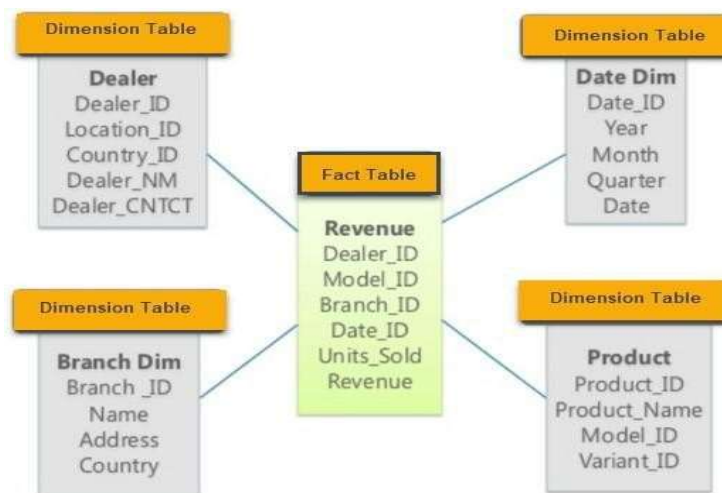 Dimension Table
Dealer
Dealer_ID
Location_ID
Country_ID
Dealer_NM
Dealer_CNTCT
Dimension Table
Date Dim
Date_ID
Year
Month
Quarter
Date
Fact Table
Revenue
Dealer_ID
Model_ID
Branch_ID
Date_ID
Units_Sold
Revenue
Dimension Table
Branch Dim
Branch _ID
Name
Address
Country
Dimension Table
Product
Product_ID
Product_Name
Model_ID
Variant_ID